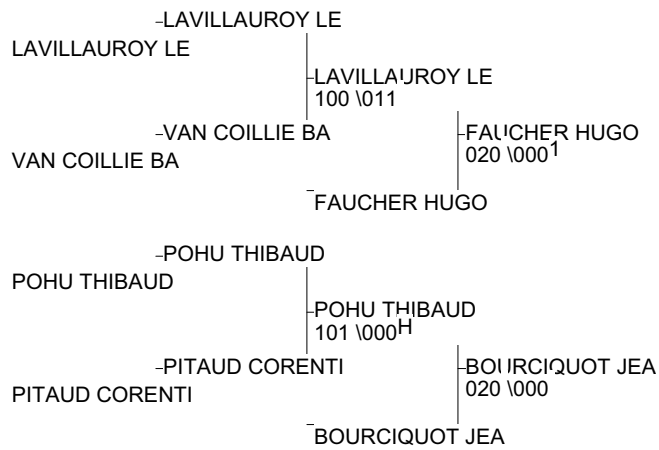 LAVILLAUROY LE
LAVILLAUROY LE
LAVILLAUROY LE
100 \011
VAN COILLIE BA
FAUCHER HUGO
VAN COILLIE BA
020 \000 1
FAUCHER HUGO
POHU THIBAUD
POHU THIBAUD
POHU THIBAUD
101 \000 H
PITAUD CORENTI
BOURCIQUOT JEA
PITAUD CORENTI
020 \000
BOURCIQUOT JEA